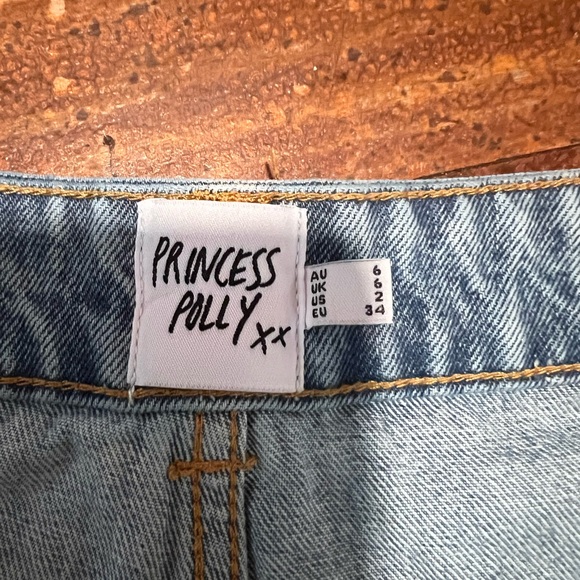 PRINCESS
POLLY
xx
AU 6
UK 6
US 2
EU 34